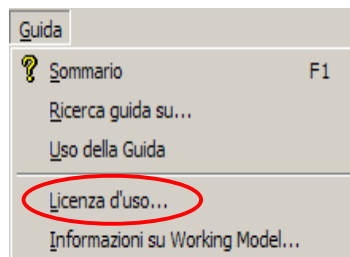 Guida
Sommario F1
Ricerca guida su...
Uso della Guida
Licenza d'uso...
Informazioni su Working Model...